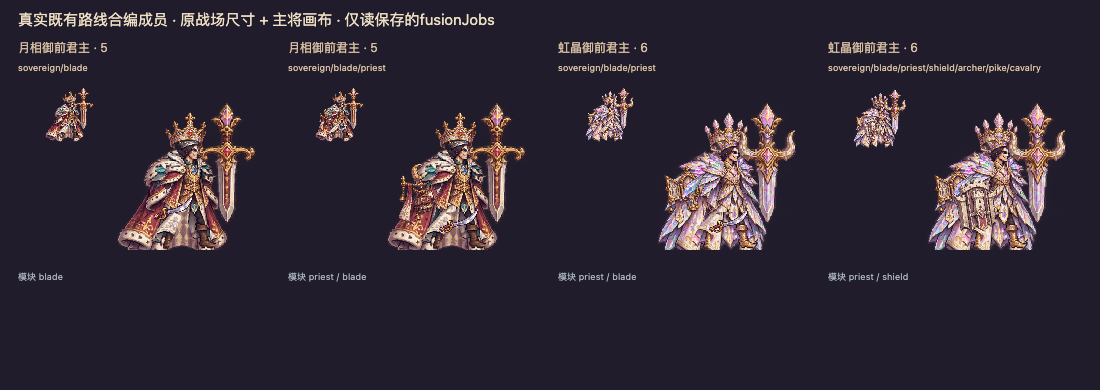 真实既有路线合编成员 · 原战场尺寸 + 主将画布 · 仅读保存的fusionJobs
月相御前君主 · 5
sovereign/blade
模块 blade
月相御前君主 · 5
sovereign/blade/priest
模块 priest / blade
虹晶御前君主 · 6
sovereign/blade/priest
模块 priest / blade
虹晶御前君主 · 6
sovereign/blade/priest/shield/archer/pike/cavalry
模块 priest / shield